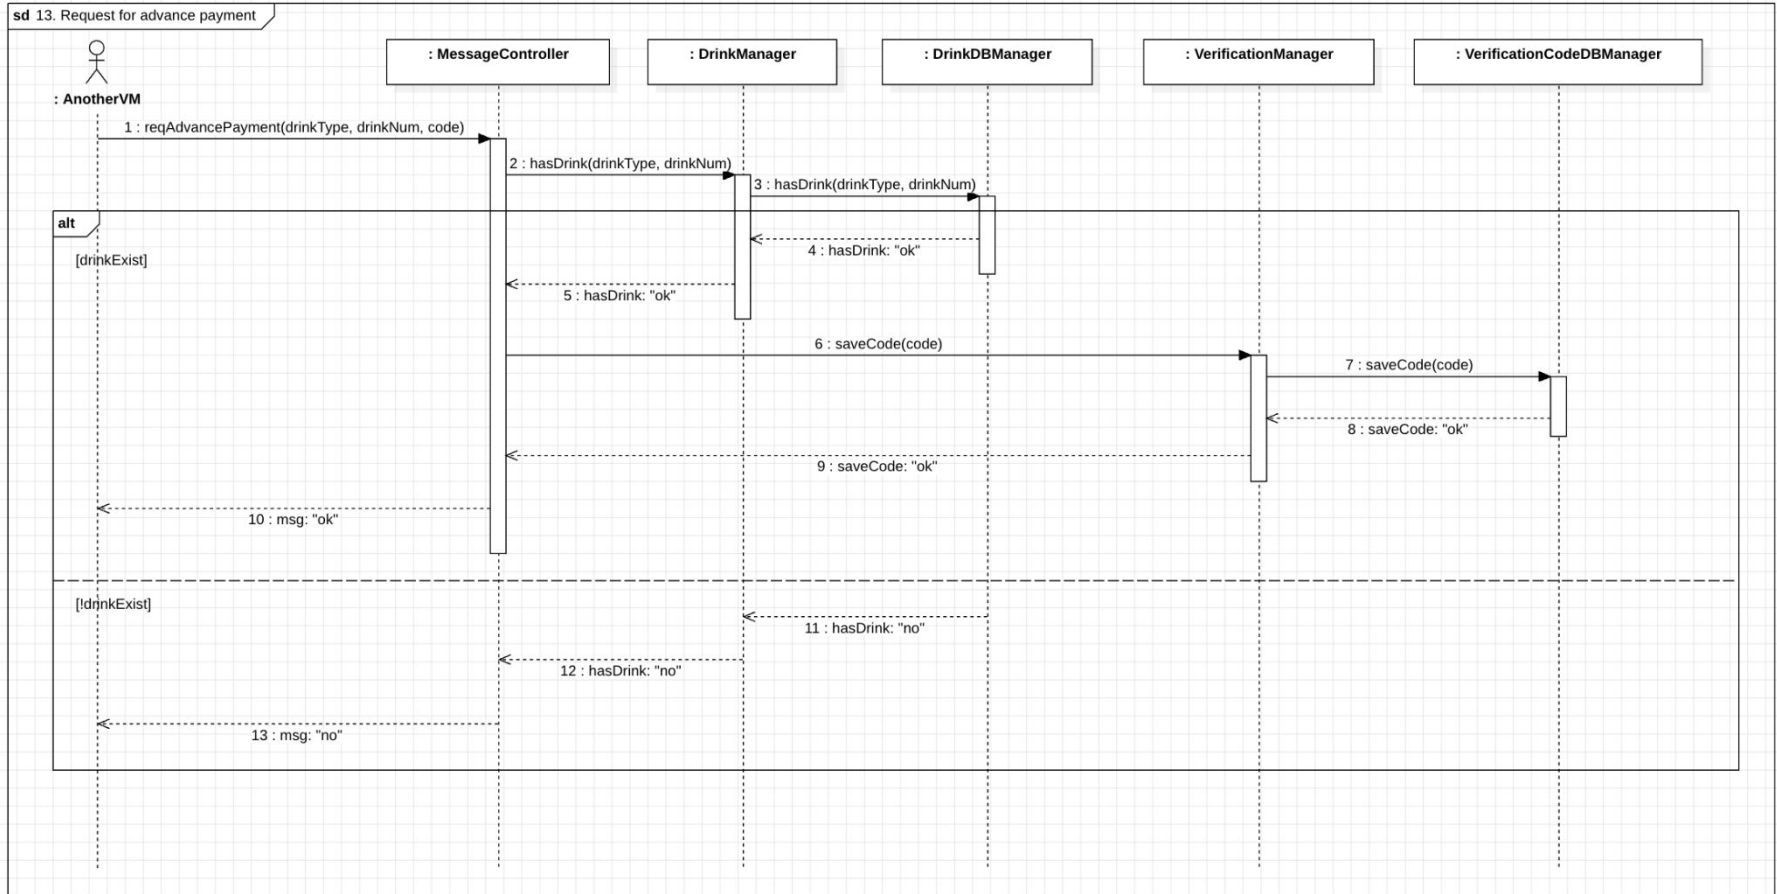 sd 13. Request for advance payment
: AnotherVM
: MessageController
: DrinkManager
: DrinkDBManager
: VerificationManager
: VerificationCodeDBManager
1 : reqAdvancePayment(drinkType, drinkNum, code)
2 : hasDrink(drinkType, drinkNum)
3 : hasDrink(drinkType, drinkNum)
alt
[drinkExist]
4 : hasDrink: "ok"
5 : hasDrink: "ok"
6 : saveCode(code)
7 : saveCode(code)
8 : saveCode: "ok"
9 : saveCode: "ok"
10 : msg: "ok"
[!drinkExist]
11 : hasDrink: "no"
12 : hasDrink: "no"
13 : msg: "no"